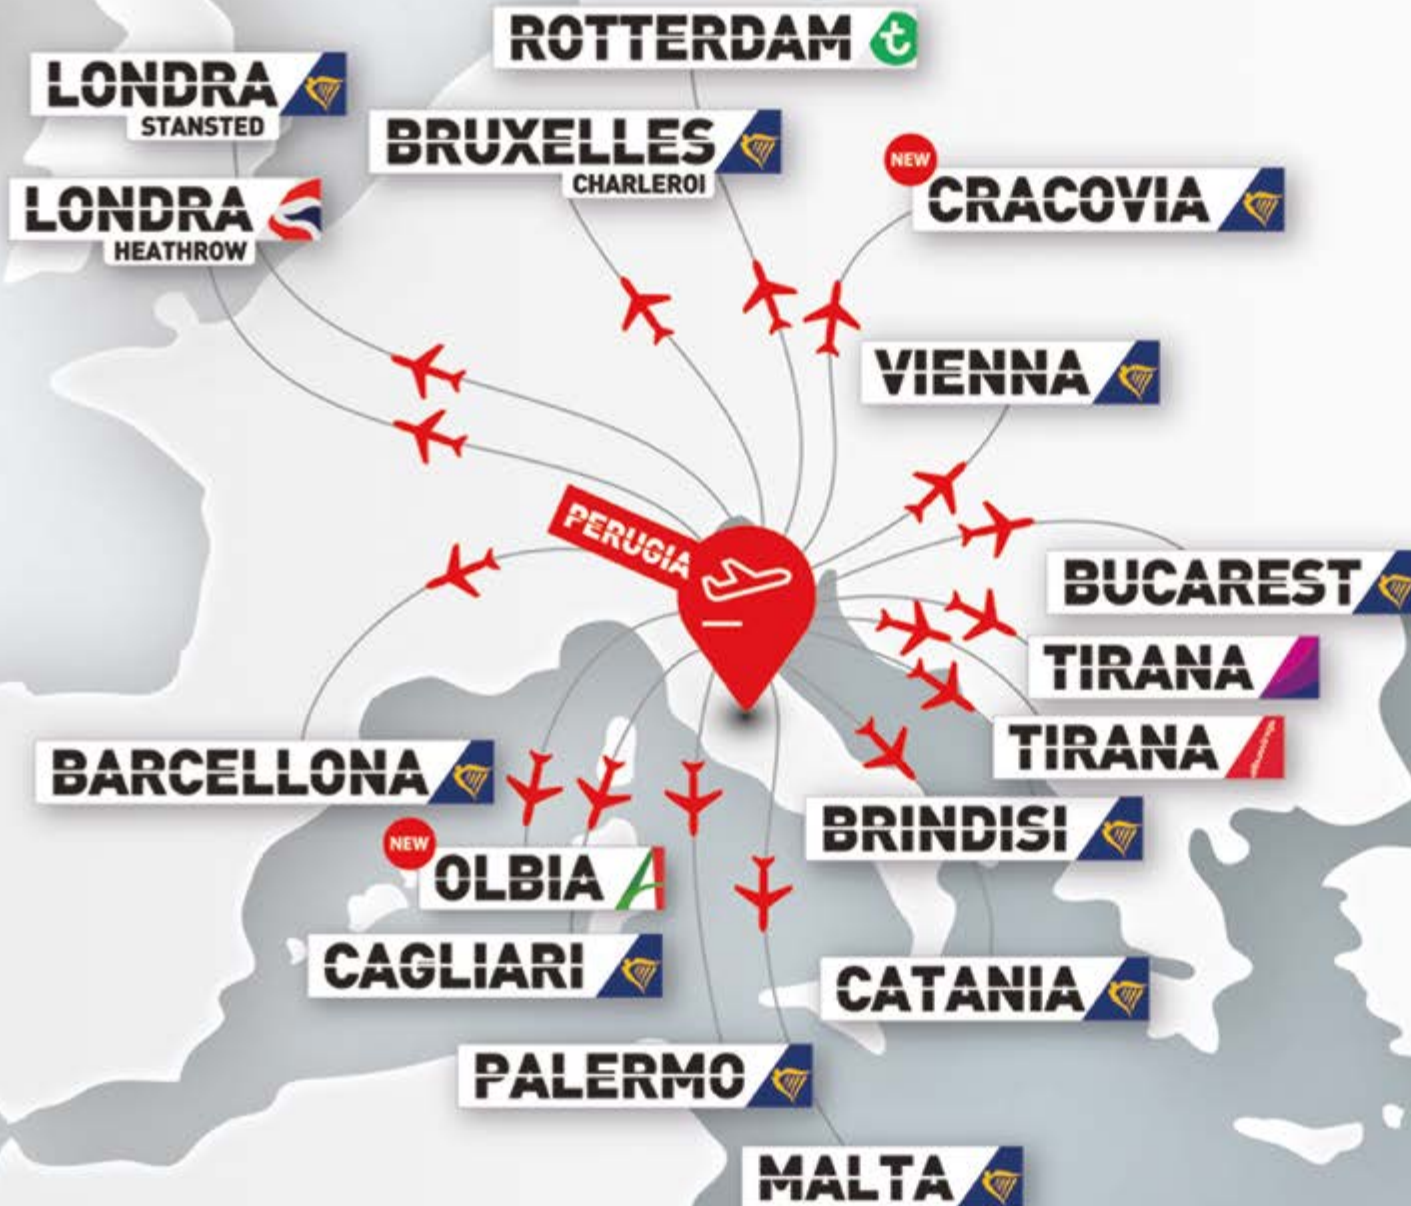 ROTTERDAM
LONDRA
STANSTED
BRUXELLES
CHARLEROI
NEW
CRACOVIA
LONDRA
HEATHROW
VIENNA
PERUGIA
BUCAREST
TIRANA
TIRANA
BARCELLONA
BRINDISI
NEW
OLBIA
CAGLIARI
CATANIA
PALERMO
MALTA